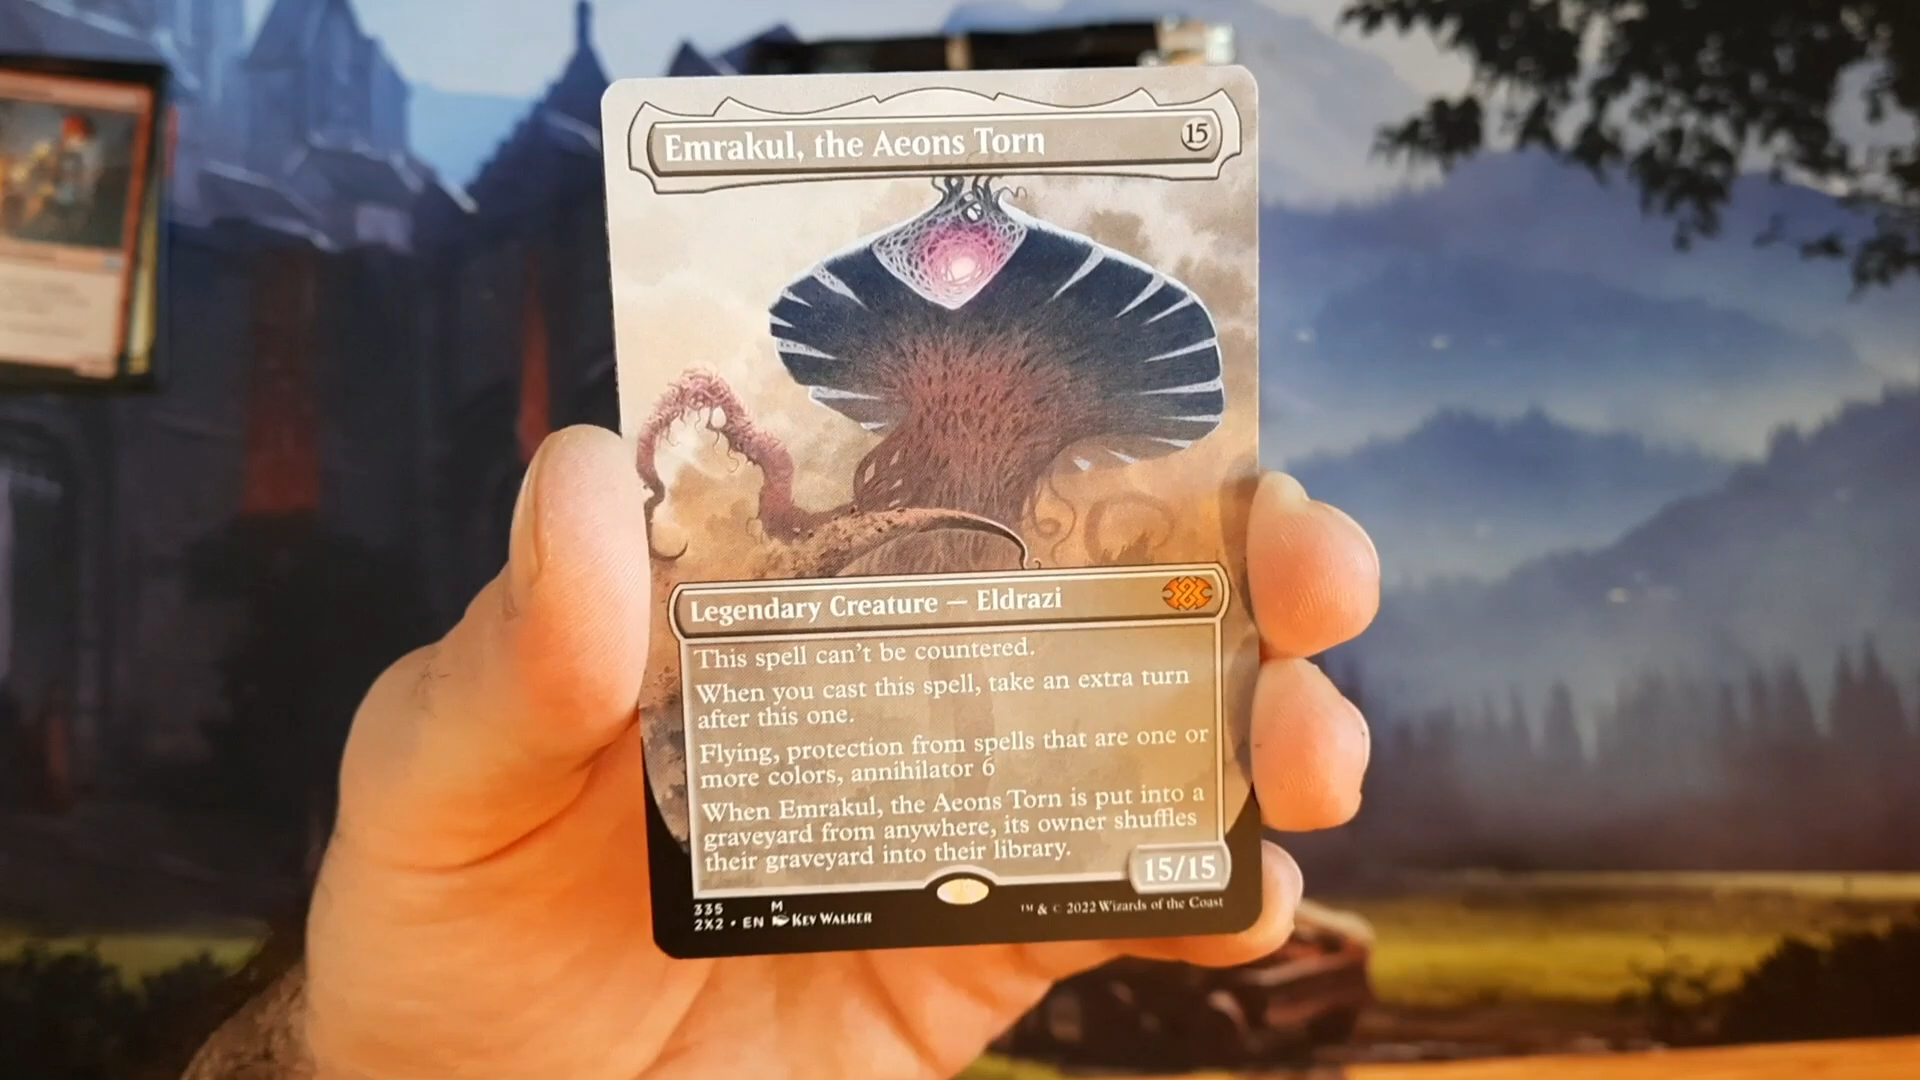 Emrakul, the Aeons Torn 15
Legendary Creature — Eldrazi
This spell can't be countered.
When you cast this spell, take an extra turn
after this one.
Flying, protection from spells that are one or
more colors, annihilator 6
When Emrakul, the Aeons Torn is put into a
graveyard from anywhere, its owner shuffles
their graveyard into their library.
15/15
335 M
2X2 • EN Kev Walker
™ & © 2022 Wizards of the Coast